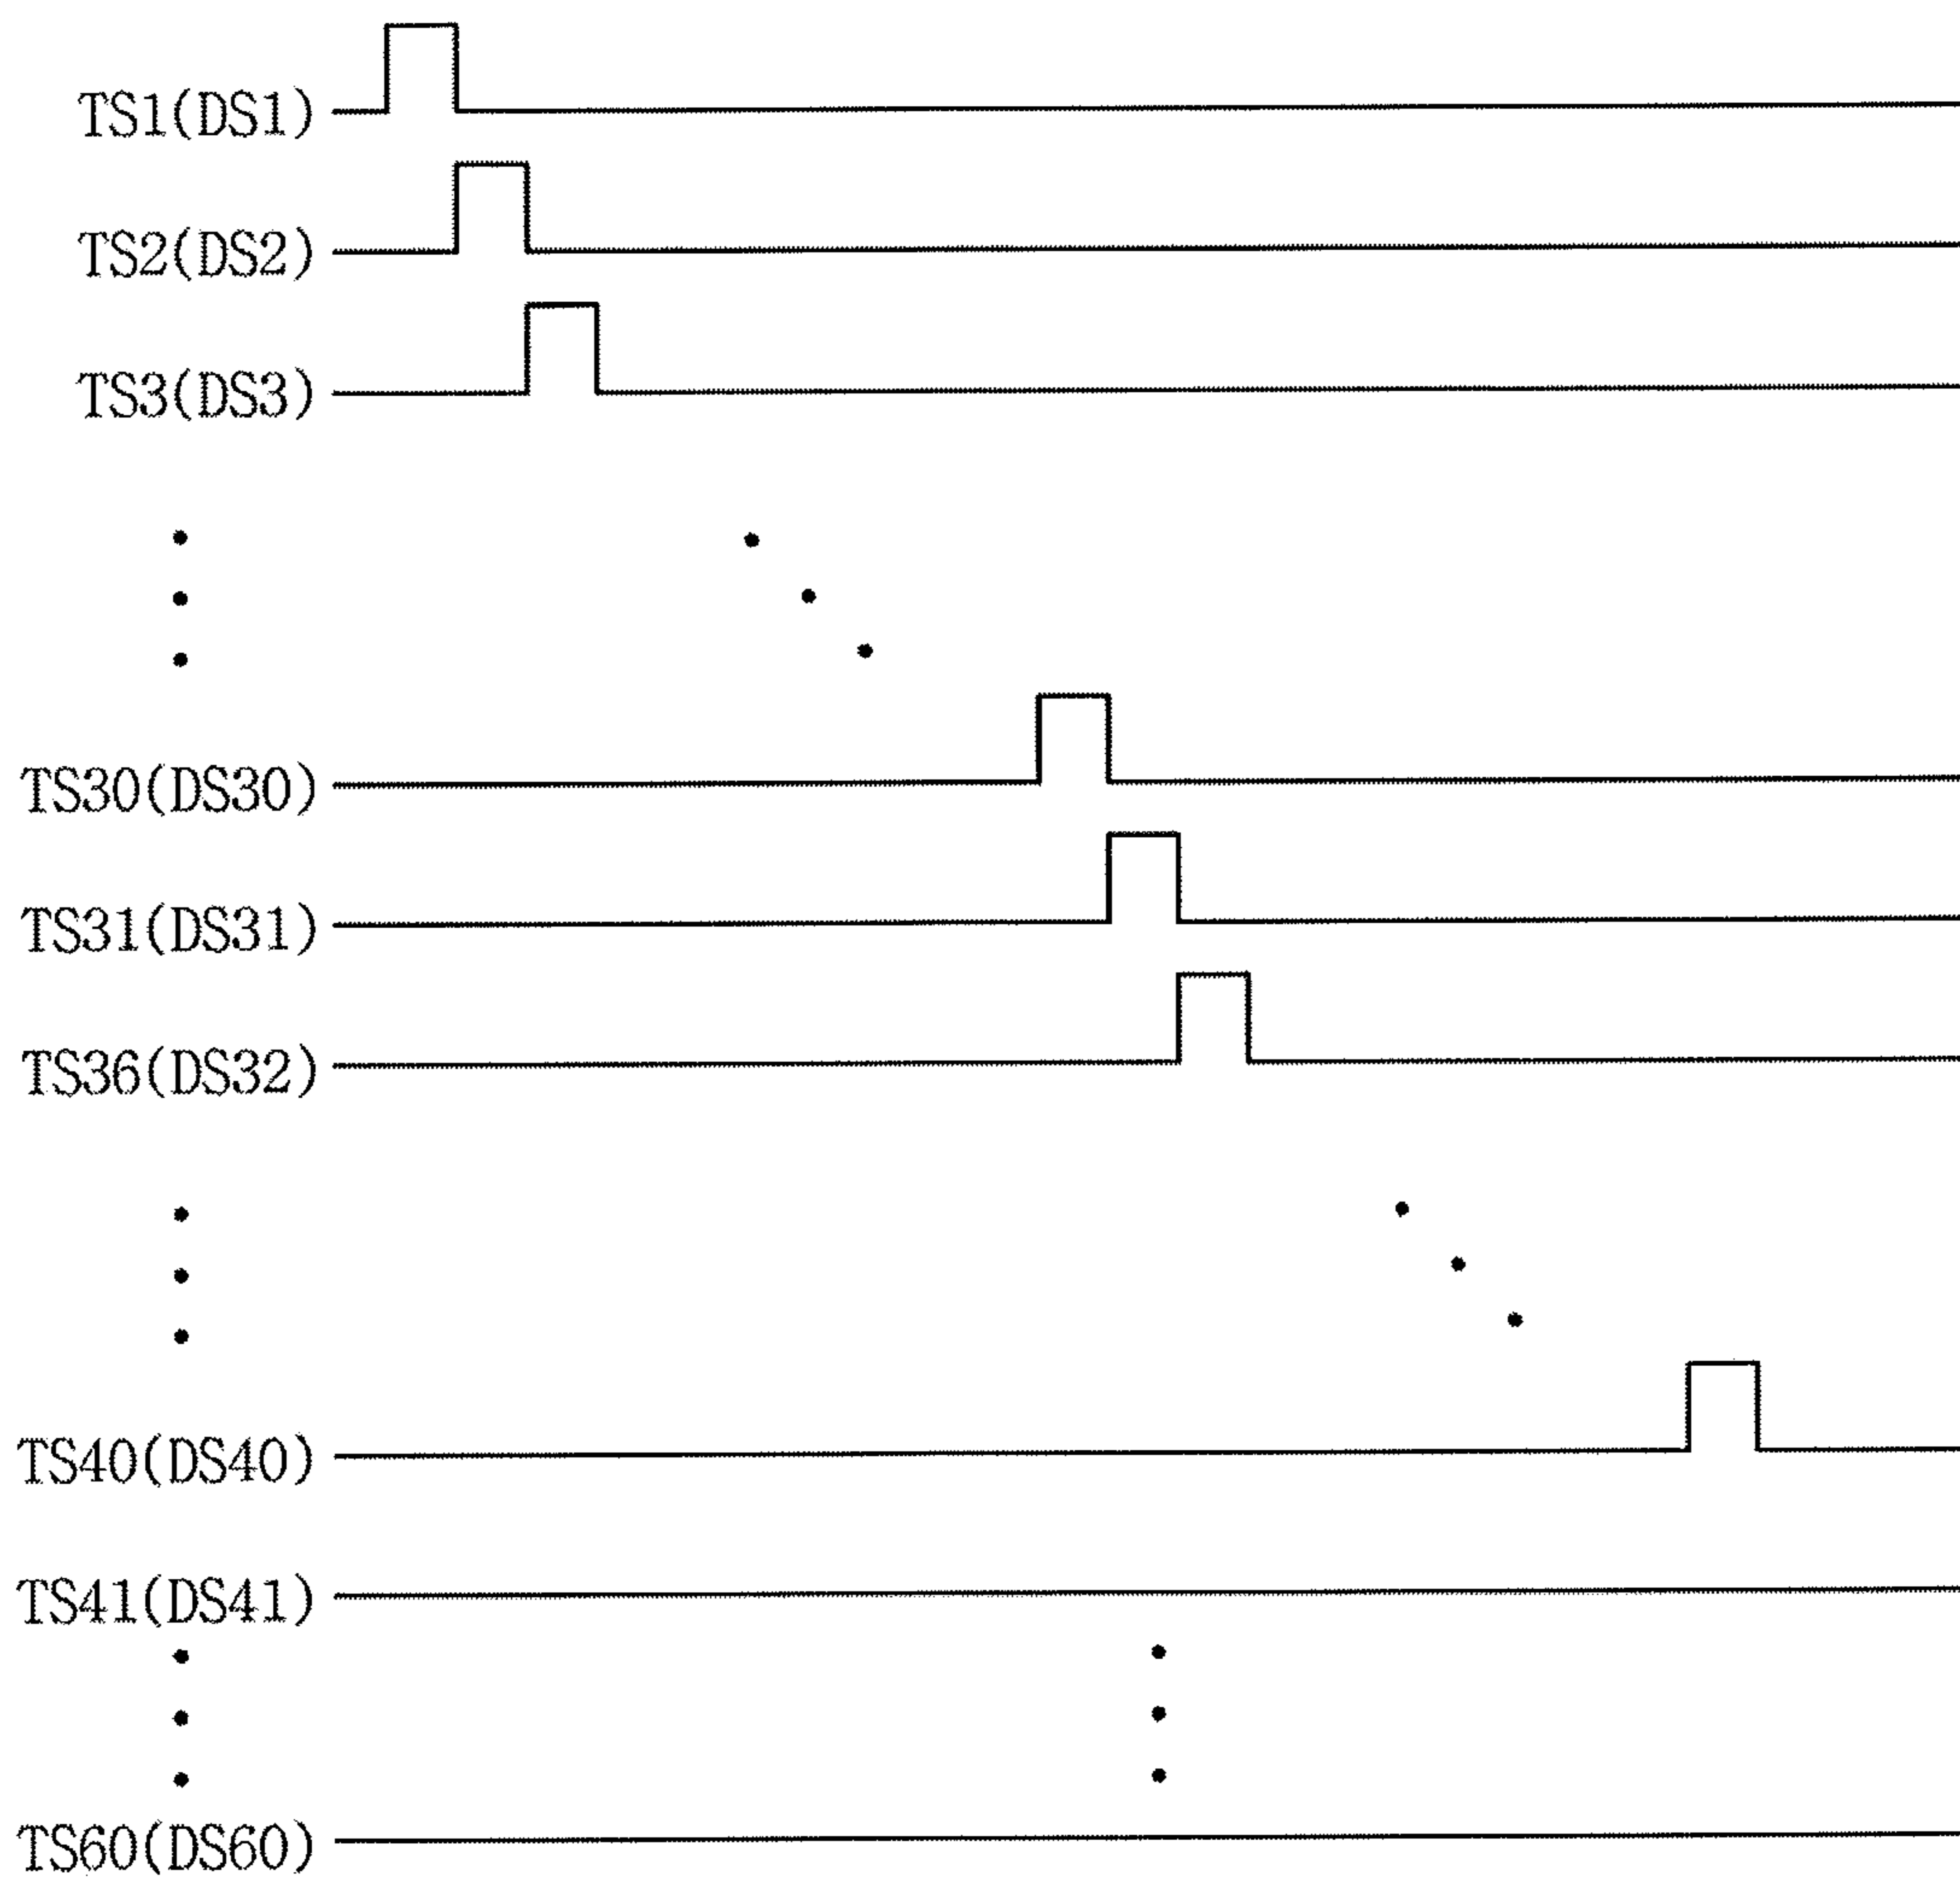 TS1(DS1)
TS2(DS2)
TS3(DS3)
TS30(DS30)
TS31(DS31)
TS36(DS32)
TS40(DS40)
TS41(DS41)
TS60(DS60)